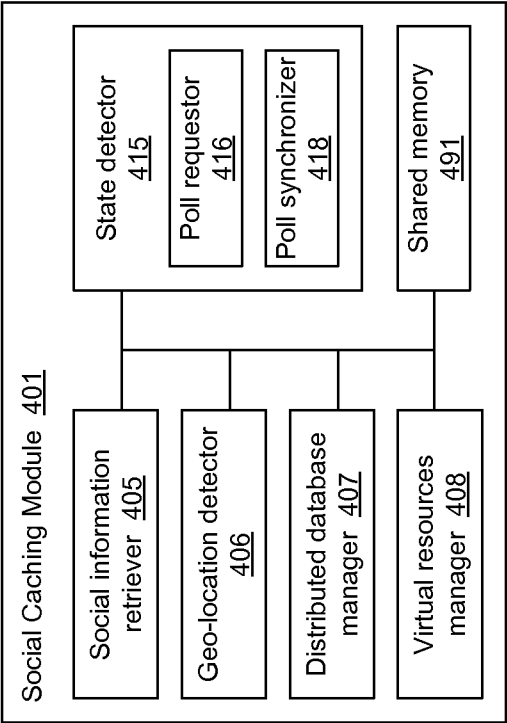 Social Caching Module 401
Social information
retriever 405
Geo-location detector
406
Distributed database
manager 407
Virtual resources
manager 408
State detector
415
Poll requestor
416
Poll synchronizer
418
Shared memory
491